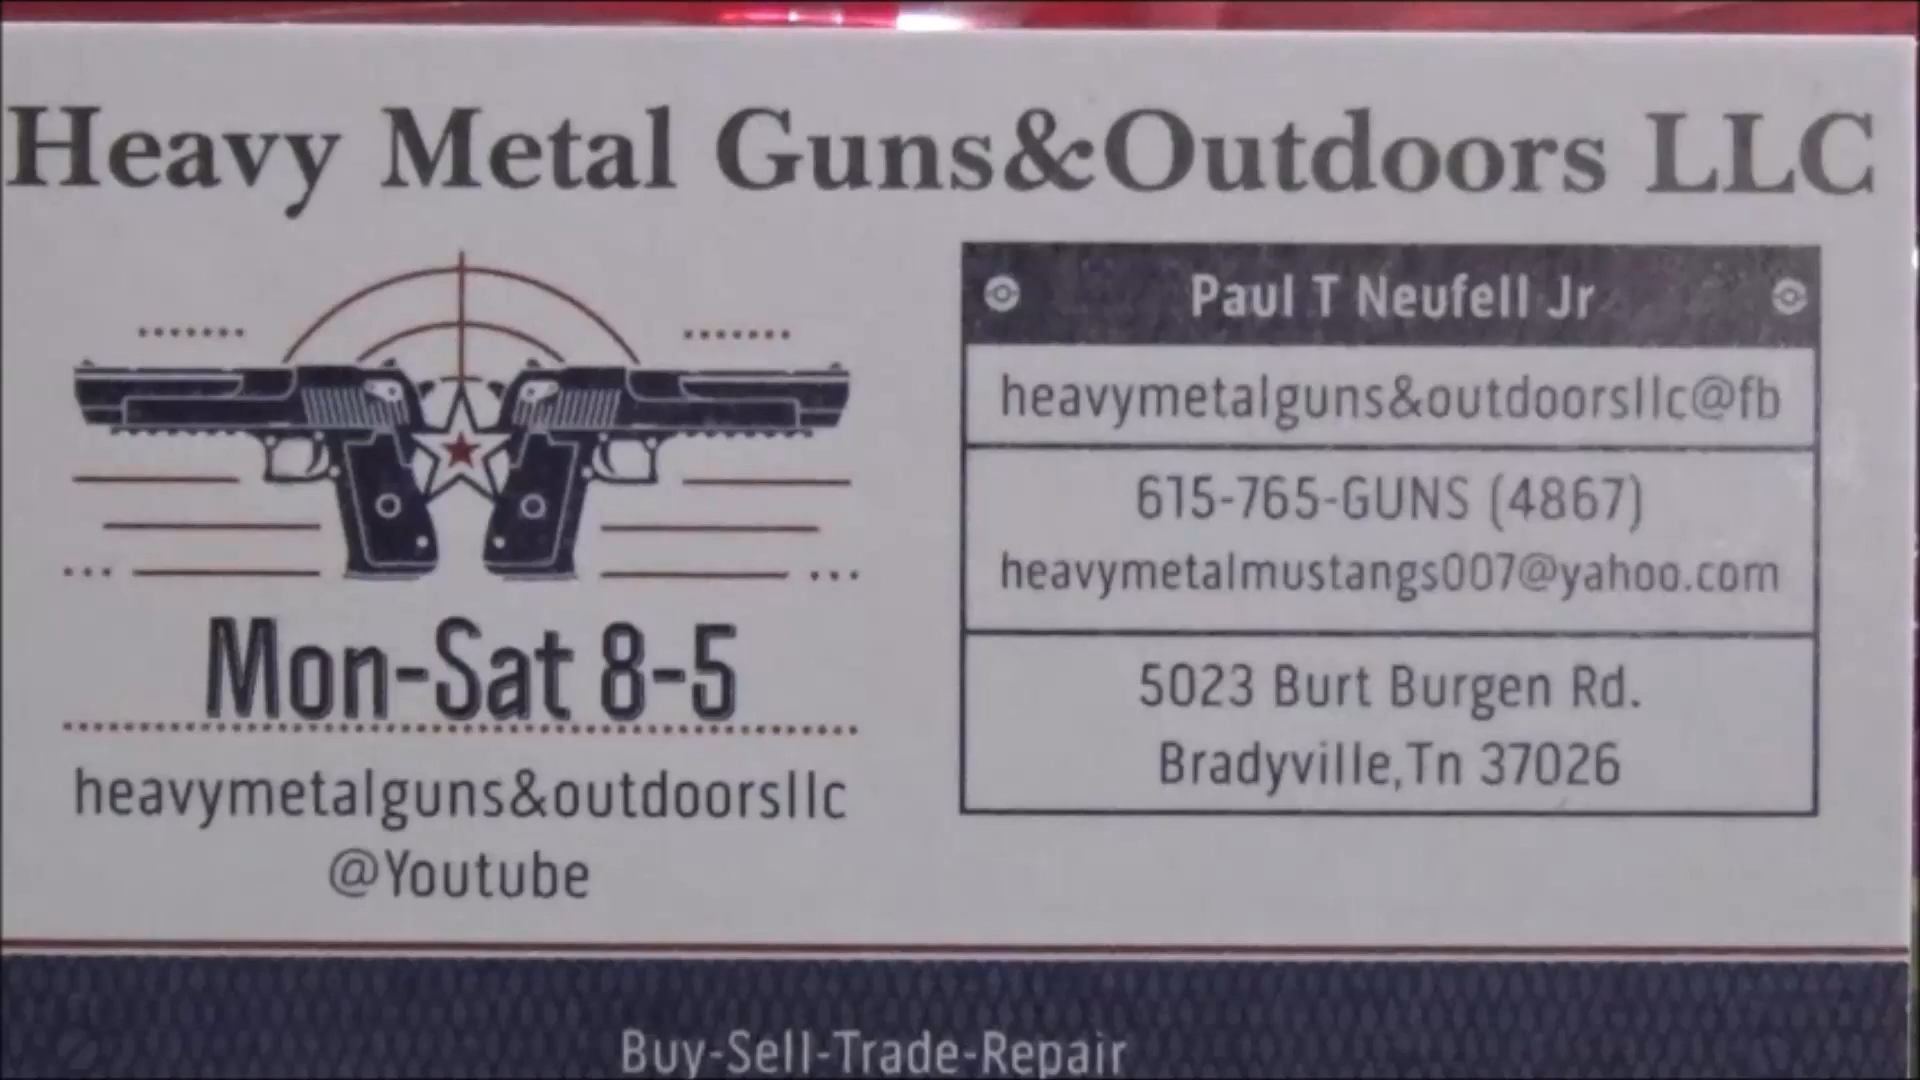 Heavy Metal Guns&Outdoors LLC
Mon-Sat 8-5
heavymetalguns&outdoorsllc
@Youtube
Paul T Neufell Jr
heavymetalguns&outdoorsllc@fb
615-765-GUNS (4867)
heavymetalmustangs007@yahoo.com
5023 Burt Burgen Rd.
Bradyville,Tn 37026
Buy-Sell-Trade-Repair